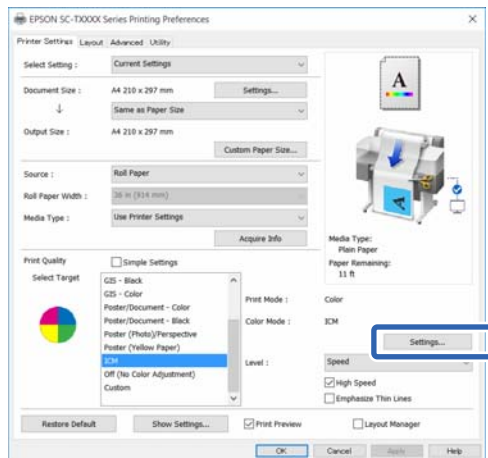 EPSON SC-TXXXX Series Printing Preferences
Printer Settings Layout Advanced Utility
Select Setting : Current Settings
Document Size : A4 210 x 297 mm Settings...
Same as Paper Size
Output Size : A4 210 x 297 mm
Custom Paper Size...
Source : Roll Paper
Roll Paper Width : 36 in (914 mm)
Media Type : Use Printer Settings
Acquire Info
A
Media Type:
Plain Paper
Paper Remaining:
11 ft
Print Quality Simple Settings
Select Target
GIS - Black
GIS - Color
Poster/Document - Color
Poster/Document - Black
Poster (Photo)/Perspective
Poster (Yellow Paper)
ICM
Off (No Color Adjustment)
Custom
Print Mode : Color
Color Mode : ICM
Settings...
Level : Speed
High Speed
Emphasize Thin Lines
Restore Default Show Settings... Print Preview Layout Manager
OK Cancel Apply Help